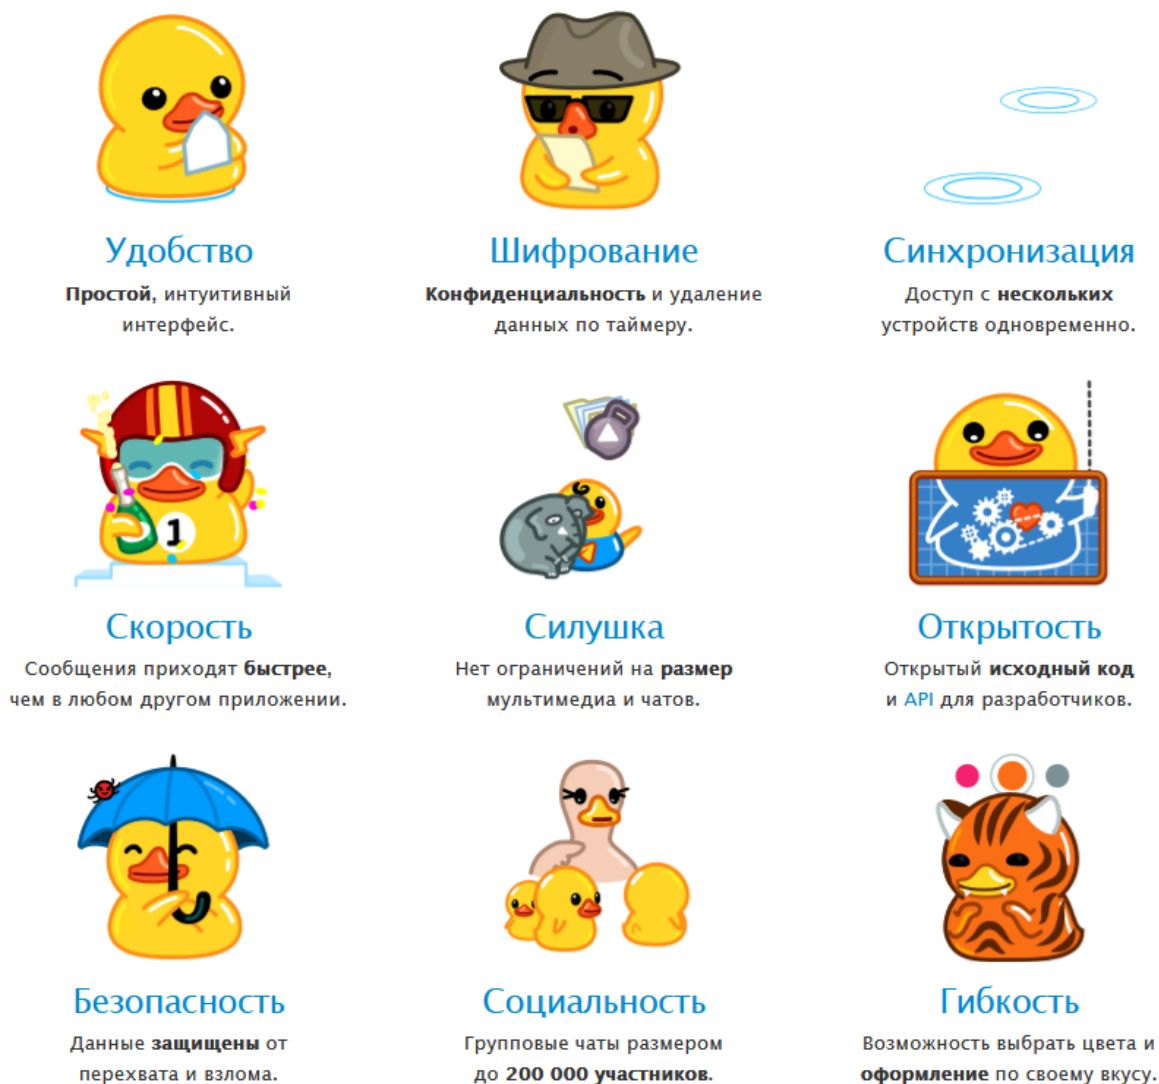 Удобство
Простой, интуитивный
интерфейс.
Шифрование
Конфиденциальность и удаление
данных по таймеру.
Синхронизация
Доступ с нескольких
устройств одновременно.
1
Скорость
Сообщения приходят быстрее,
чем в любом другом приложении.
Силушка
Нет ограничений на размер
мультимедиа и чатов.
Открытость
Открытый исходный код
и API для разработчиков.
Безопасность
Данные защищены от
перехвата и взлома.
Социальность
Групповые чаты размером
до 200 000 участников.
Гибкость
Возможность выбрать цвета и
оформление по своему вкусу.